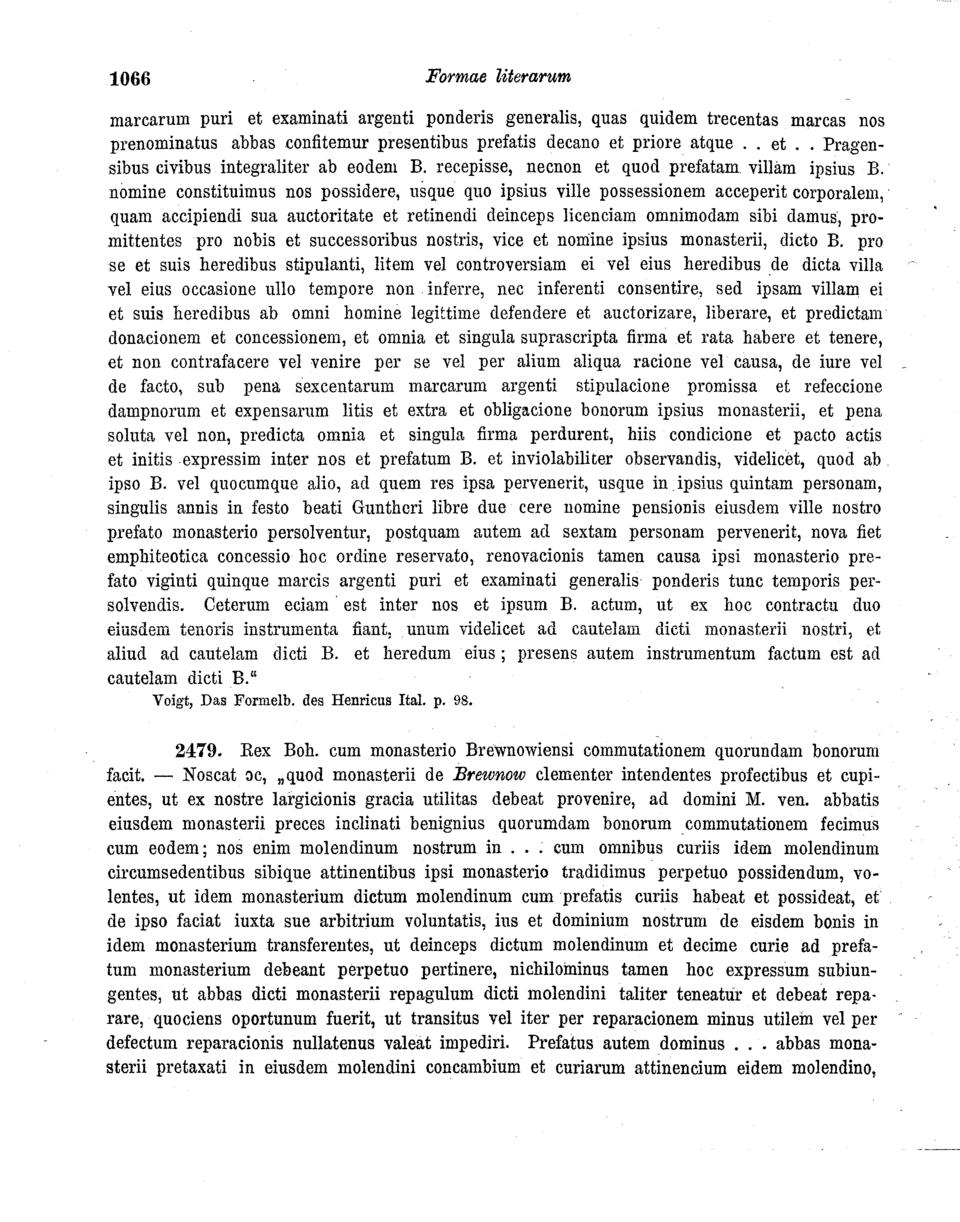 1066 Formae literarum
marcarum puri et examinati argenti ponderis generalis, quas quidem trecentas marcas nos
prenominatus abbas confitemur presentibus prefatis decano et priore atque . . et . . Pragen-
sibus civibus integraliter ab eodem B. recepisse, necnon et quod prefatam villam ipsius B.
nomine constituimus nos possidere, usque quo ipsius ville possessionem acceperit corporalem,
quam accipiendi sua auctoritate et retinendi deinceps licenciam omnimodam sibi damus, pro-
mittentes pro nobis et successoribus nostris, vice et nomine ipsius monasterii, dicto B. pro
se et suis heredibus stipulanti, litem vel controversiam ei vel eius heredibus de dicta villa
vel eius occasione ullo tempore non inferre, nec inferenti consentire, sed ipsam villam ei
et suis heredibus ab omni homine legittime defendere et auctorizare, liberare, et predictam
donacionem et concessionem, et omnia et singula suprascripta firma et rata habere et tenere,
et non contrafacere vel venire per se vel per alium aliqua racione vel causa, de iure vel
de facto, sub pena sexcentarum marcarum argenti stipulacione promissa et refeccione
dampnorum et expensarum litis et extra et obligacione bonorum ipsius monasterii, et pena
soluta vel non, predicta omnia et singula firma perdurent, hiis condicione et pacto actis
et initis expressim inter nos et prefatum B. et inviolabiliter observandis, videlicet, quod ab
ipso B. vel quocumque alio, ad quem res ipsa pervenerit, usque in ipsius quintam personam,
singulis annis in festo beati Guntheri libre due cere nomine pensionis eiusdem ville nostro
prefato monasterio persolventur, postquam autem ad sextam personam pervenerit, nova fiet
emphiteotica concessio hoc ordine reservato, renovacionis tamen causa ipsi monasterio pre-
fato viginti quinque marcis argenti puri et examinati generalis ponderis tunc temporis per-
solvendis. Ceterum eciam est inter nos et ipsum B. actum, ut ex hoc contractu duo
eiusdem tenoris instrumenta fiant, unum videlicet ad cautelam dicti monasterii nostri, et
aliud ad cautelam dicti B. et heredum eius; presens autem instrumentum factum est ad
cautelam dicti B."
Voigt, Das Formelb. des Henricus Ital. p. 98.
2479. Rex Boh. cum monasterio Brewnowiensi commutationem quorundam bonorum
facit. — Noscat ɔc, „quod monasterii de Brewnow clementer intendentes profectibus et cupi-
entes, ut ex nostre largicionis gracia utilitas debeat provenire, ad domini M. ven. abbatis
eiusdem monasterii preces inclinati benignius quorumdam bonorum commutationem fecimus
cum eodem; nos enim molendinum nostrum in . . . cum omnibus curiis idem molendinum
circumsedentibus sibique attinentibus ipsi monasterio tradidimus perpetuo possidendum, vo-
lentes, ut idem monasterium dictum molendinum cum prefatis curiis habeat et possideat, et
de ipso faciat iuxta sue arbitrium voluntatis, ius et dominium nostrum de eisdem bonis in
idem monasterium transferentes, ut deinceps dictum molendinum et decime curie ad prefa-
tum monasterium debeant perpetuo pertinere, nichilominus tamen hoc expressum subiun-
gentes, ut abbas dicti monasterii repagulum dicti molendini taliter teneatur et debeat repa-
rare, quociens oportunum fuerit, ut transitus vel iter per reparacionem minus utilem vel per
defectum reparacionis nullatenus valeat impediri. Prefatus autem dominus . . . abbas mona-
sterii pretaxati in eiusdem molendini concambium et curiarum attinencium eidem molendino,